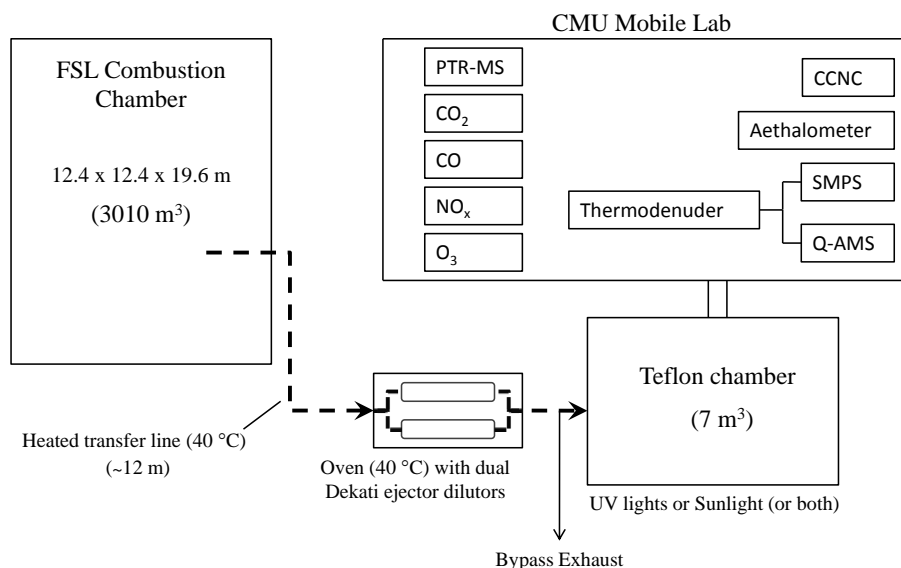 CMU Mobile Lab
FSL Combustion
Chamber
12.4 x 12.4 x 19.6 m
(3010 m³)
PTR-MS
CO₂
CO
NOₓ
O₃
CCNC
Aethalometer
SMPS
Thermodenuder
Q-AMS
Teflon chamber
(7 m³)
Heated transfer line (40 °C)
(~12 m)
Oven (40 °C) with dual
Dekati ejector dilutors
UV lights or Sunlight (or both)
Bypass Exhaust